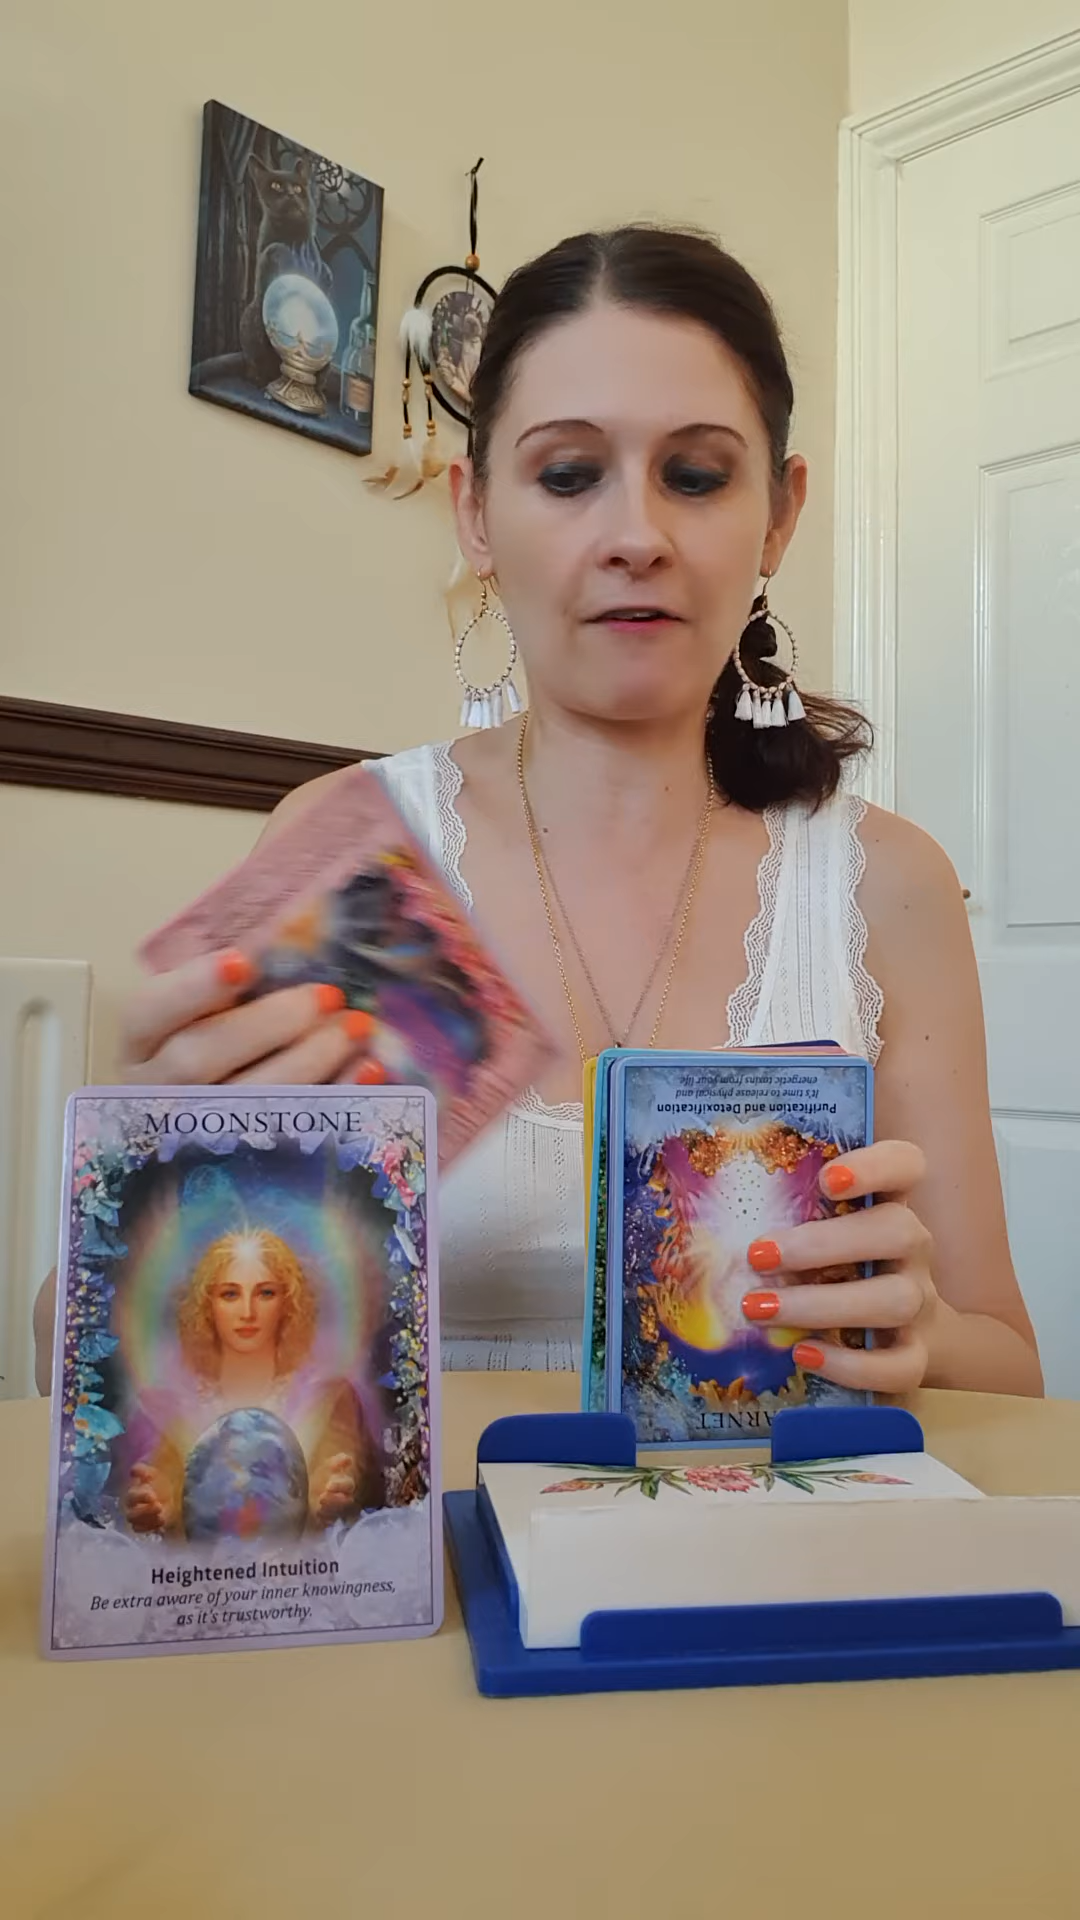 MOONSTONE
Heightened Intuition
Be extra aware of your inner knowingness,
as it's trustworthy.
ARNET
Purification and Detoxification
It's time to release physical and
energetic toxins from your life.